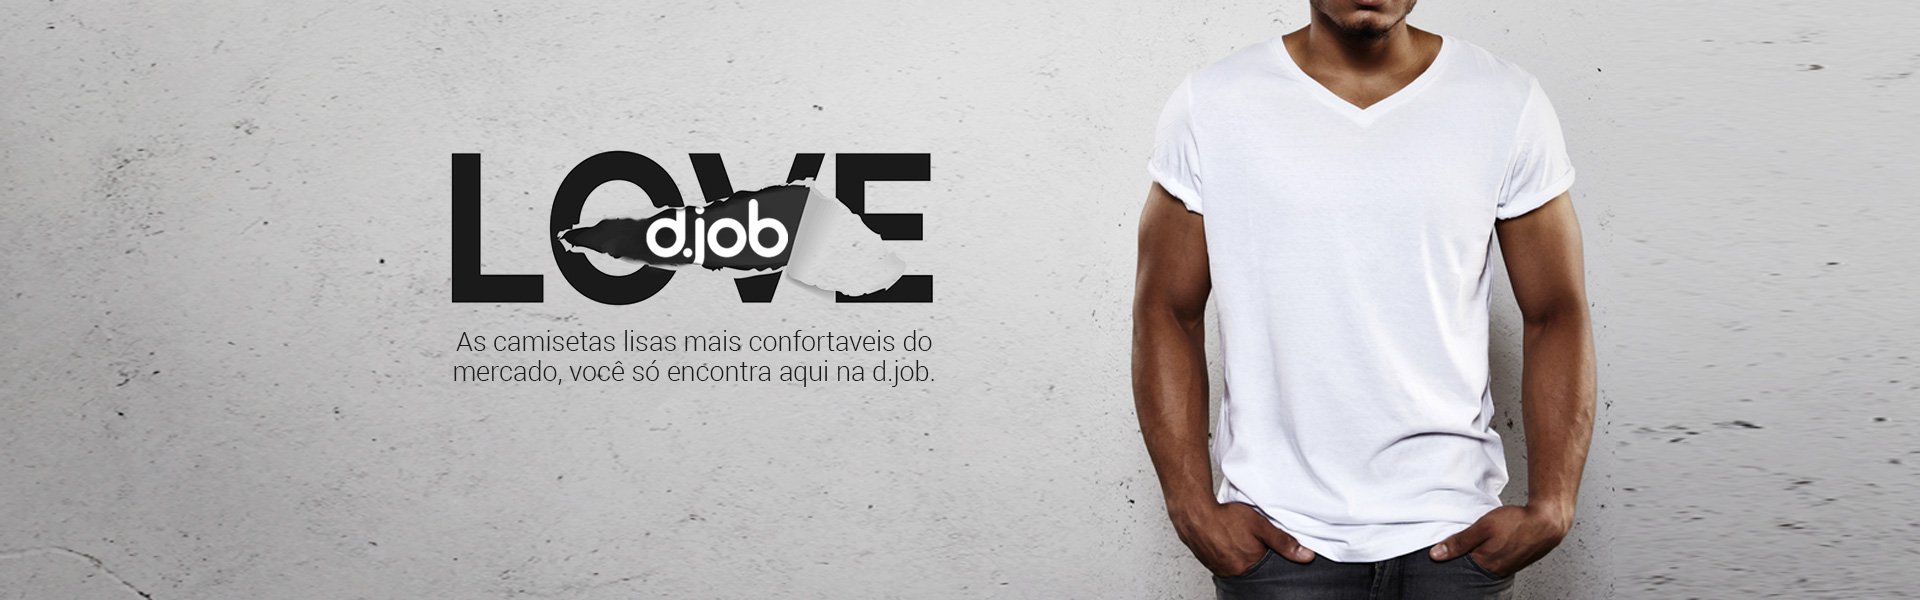 LOVE
d.job
As camisetas lisas mais confortaveis do
mercado, você só encontra aqui na d.job.